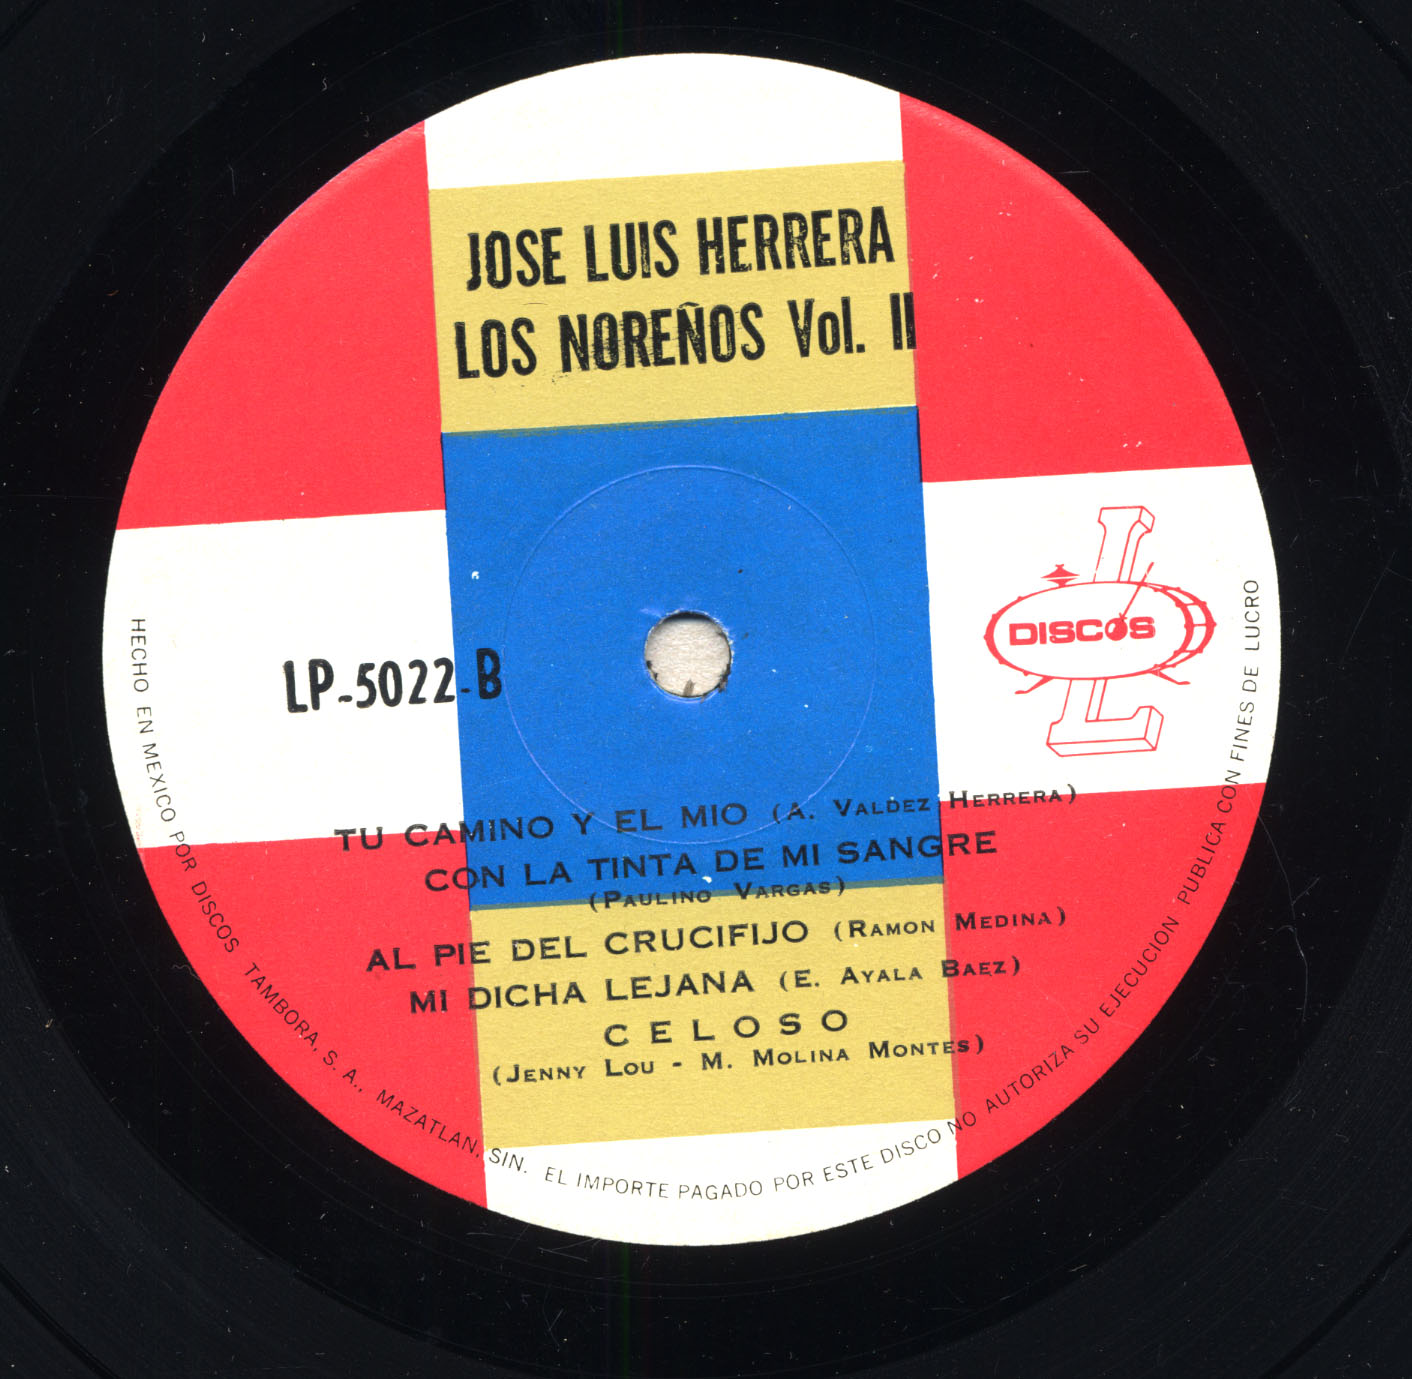 JOSE LUIS HERRERA
LOS NOREÑOS Vol. II
L
DISCOS
L
LP-5022-B
TU CAMINO Y EL MIO (A. VALDEZ HERRERA)
CON LA TINTA DE MI SANGRE
(PAULINO VARGAS)
AL PIE DEL CRUCIFIJO (RAMON MEDINA)
MI DICHA LEJANA (E. AYALA BAEZ)
CELOSO
(JENNY LOU - M. MOLINA MONTES)
HECHO EN MEXICO POR DISCOS TAMBORA, S. A., MAZATLAN, SIN. EL IMPORTE PAGADO POR ESTE DISCO NO AUTORIZA SU EJECUCION PUBLICA CON FINES DE LUCRO